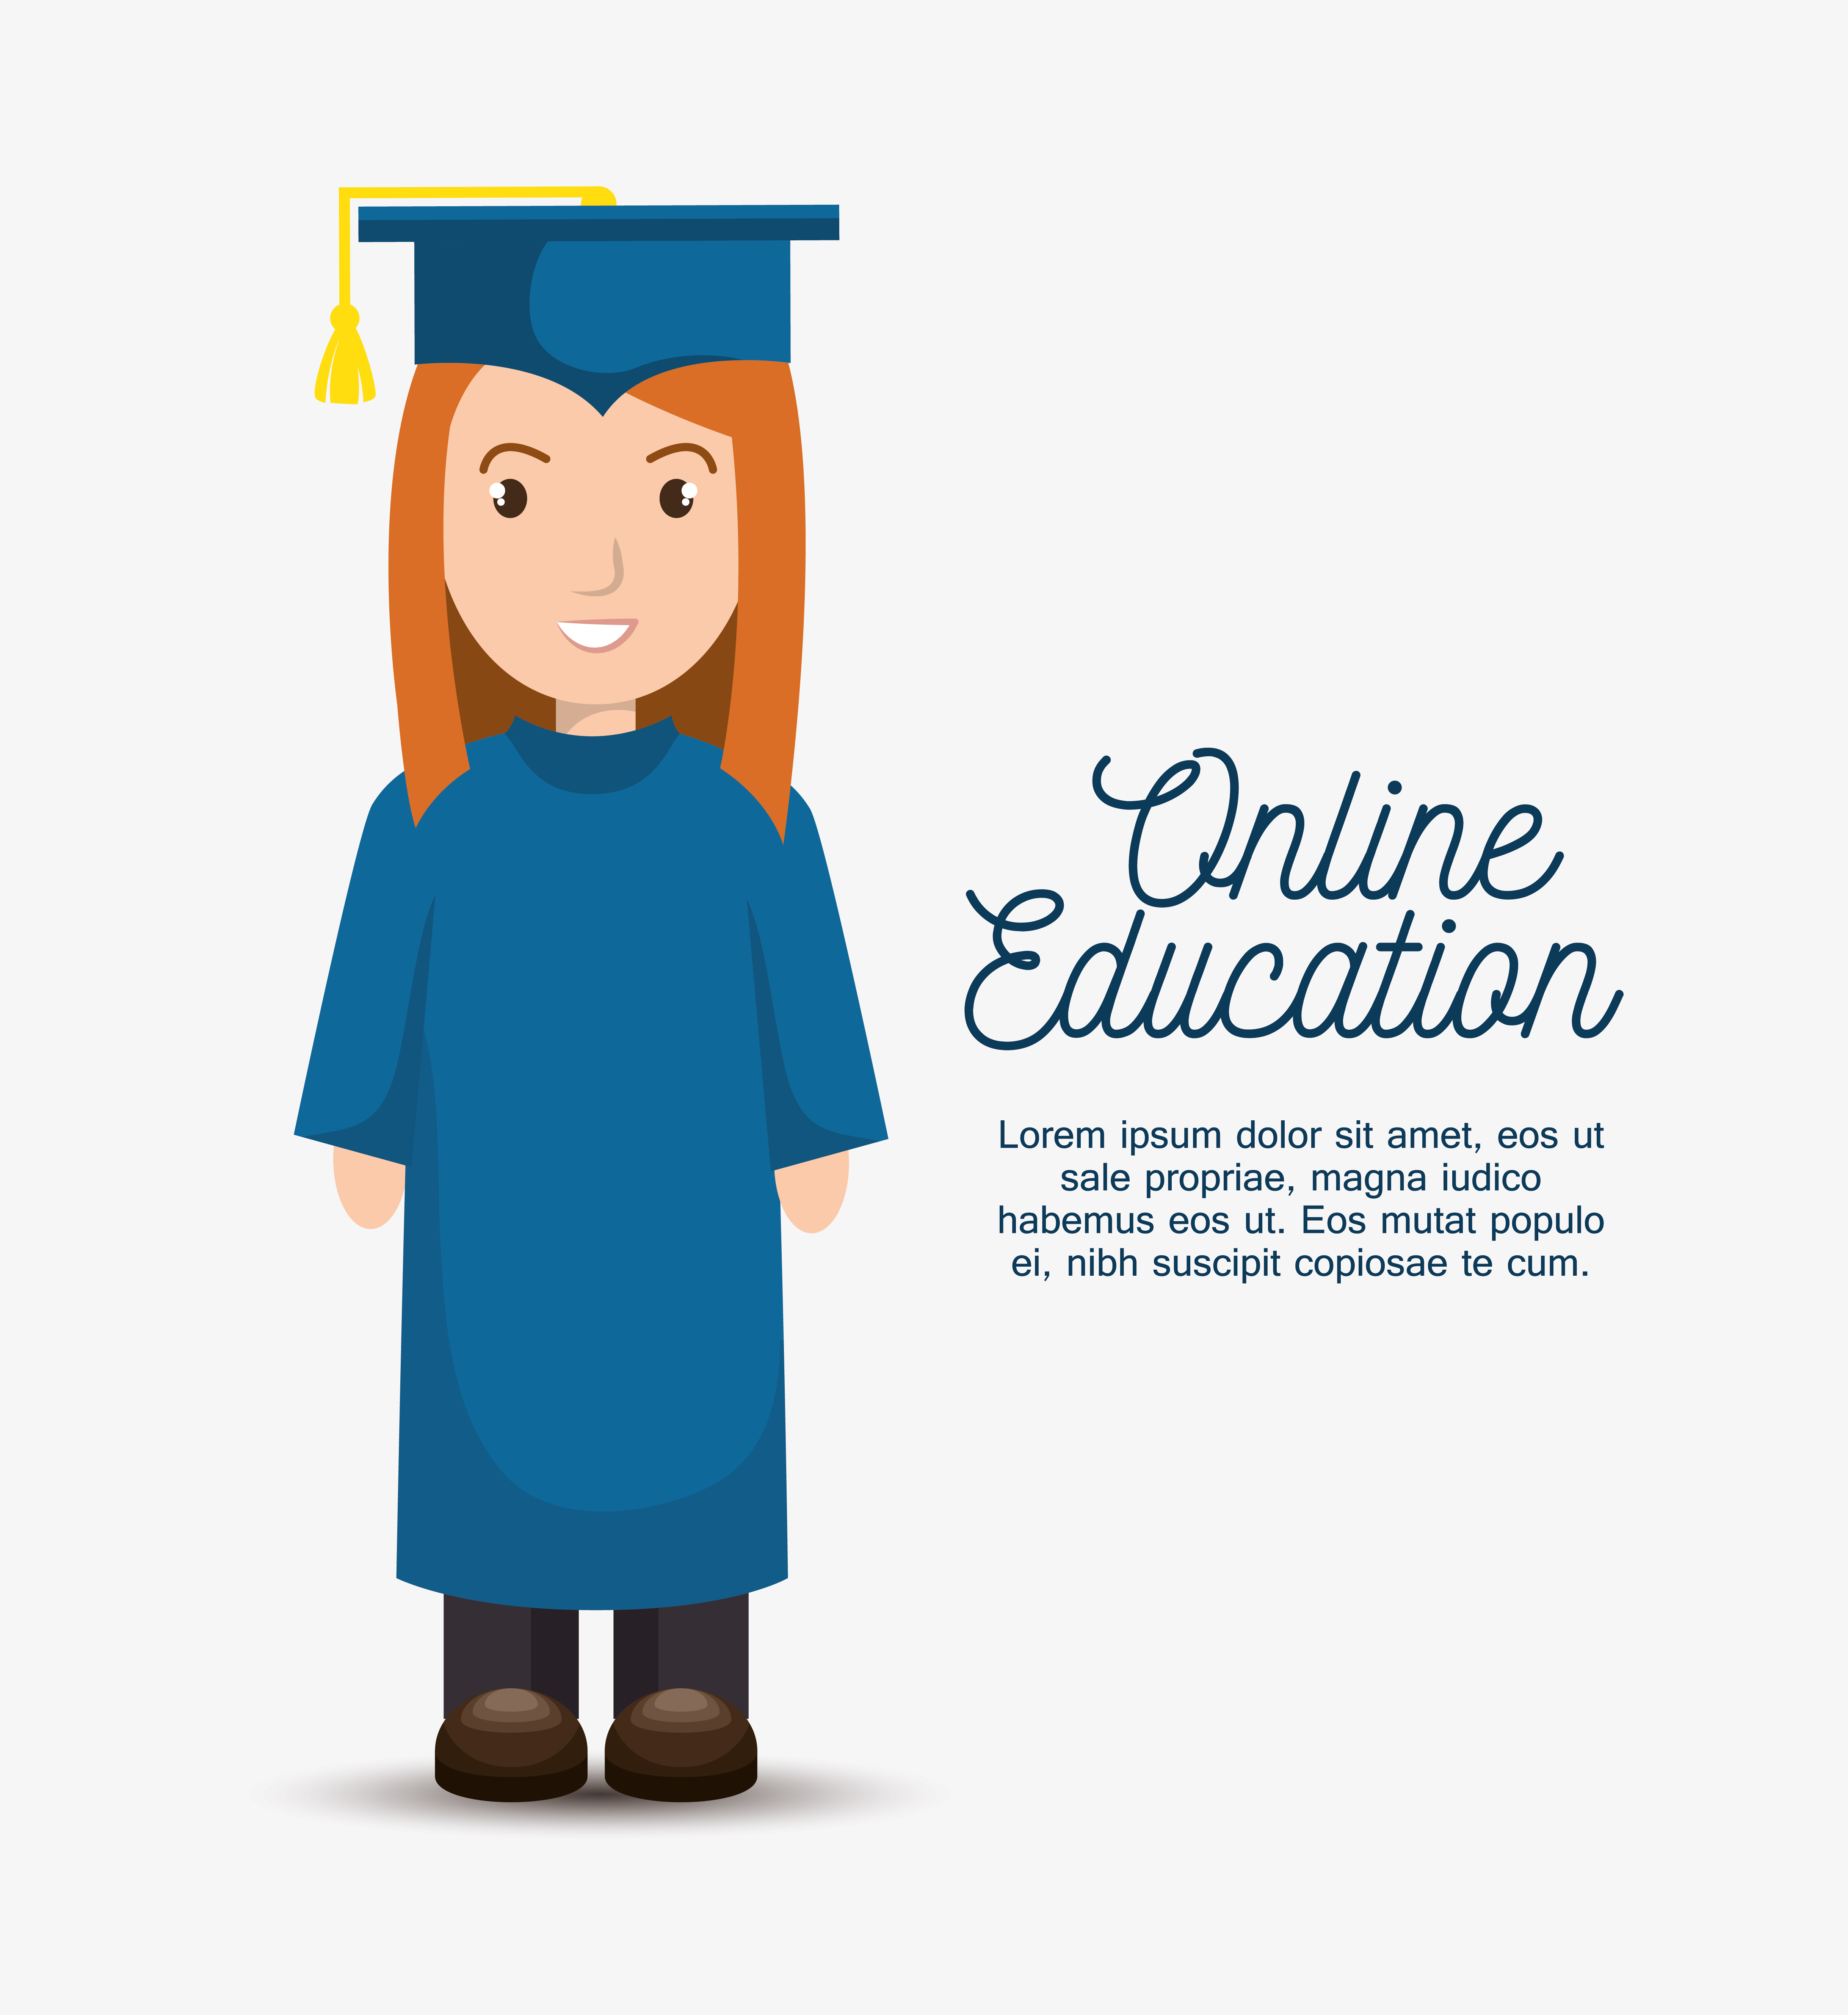 Online
Education
Lorem ipsum dolor sit amet, eos ut
sale propriae, magna iudico
habemus eos ut. Eos mutat populo
ei, nibh suscipit copiosae te cum.